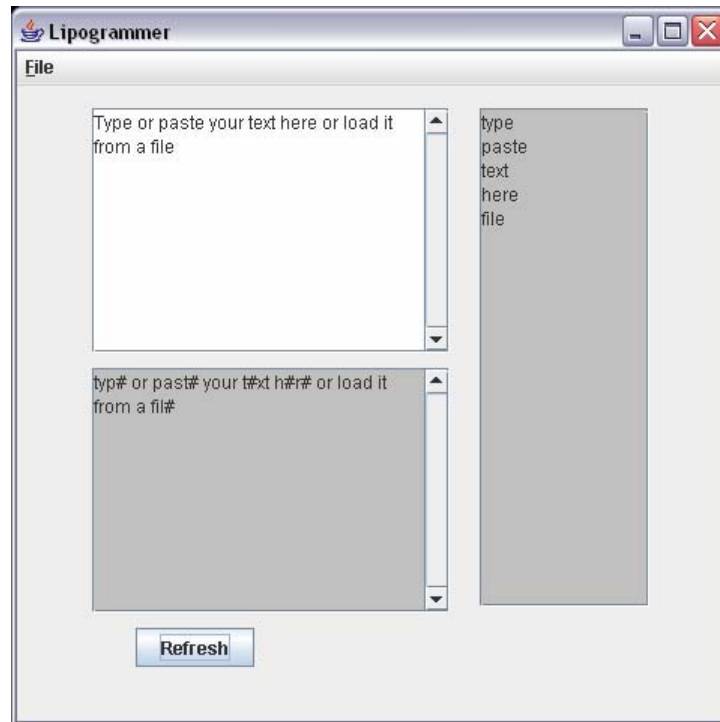 Lipogrammer
File
Type or paste your text here or load it
from a file
type
paste
text
here
file
typ# or past# your t#xt h#r# or load it
from a fil#
Refresh